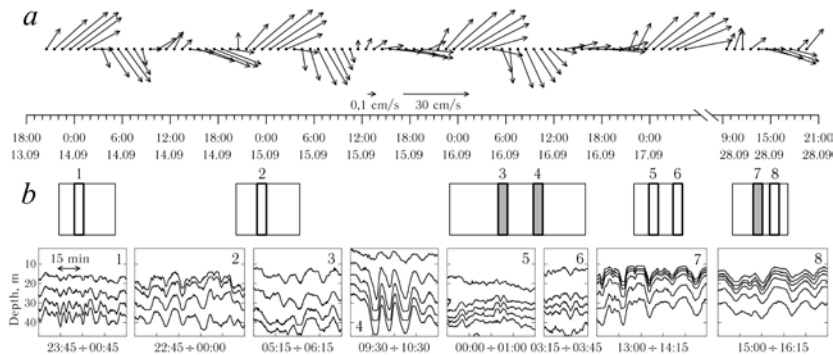 a
0,1 cm/s 30 cm/s
18:00 0:00 6:00 12:00 18:00 0:00 6:00 12:00 18:00 0:00 6:00 12:00 18:00 0:00 9:00 15:00 21:00
13.09 14.09 14.09 14.09 14.09 15.09 15.09 15.09 15.09 16.09 16.09 16.09 16.09 17.09 28.09 28.09 28.09
b
1 2 3 4 5 6 7 8
15 min 1 2 3 4 5 6 7 8
Depth, m
10
20
30
40
23:45 ÷ 00:45 22:45 ÷ 00:00 05:15 ÷ 06:15 09:30 ÷ 10:30 00:00 ÷ 01:00 03:15 ÷ 03:45 13:00 ÷ 14:15 15:00 ÷ 16:15